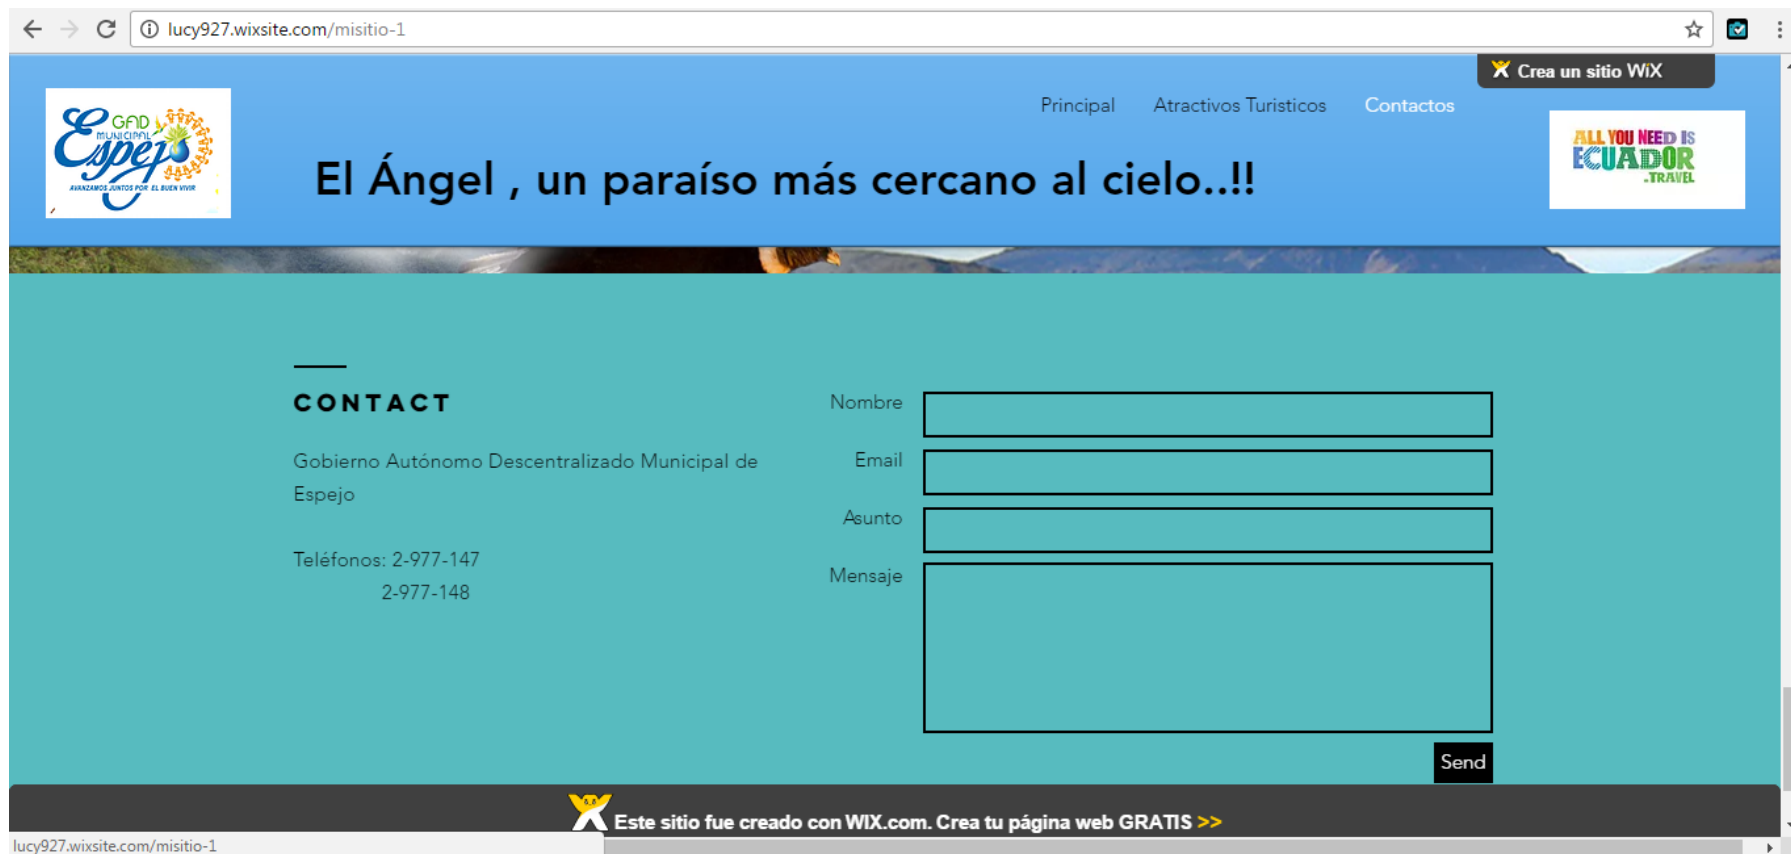 lucy927.wixsite.com/misitio-1
Crea un sitio WiX
Principal Atractivos Turisticos Contactos
GAD
MUNICIPAL
Espejo
AVANZAMOS JUNTOS POR EL BUEN VIVIR
El Ángel , un paraíso más cercano al cielo..!!
ALL YOU NEED IS
ECUADOR
.TRAVEL
CONTACT
Gobierno Autónomo Descentralizado Municipal de
Espejo
Teléfonos: 2-977-147
2-977-148
Nombre
Email
Asunto
Mensaje
Send
Este sitio fue creado con WIX.com. Crea tu página web GRATIS >>
lucy927.wixsite.com/misitio-1